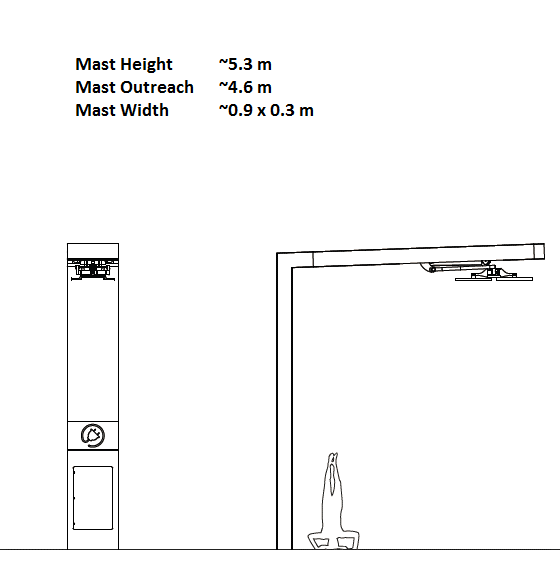 Mast Height ~5.3 m
Mast Outreach ~4.6 m
Mast Width ~0.9 x 0.3 m